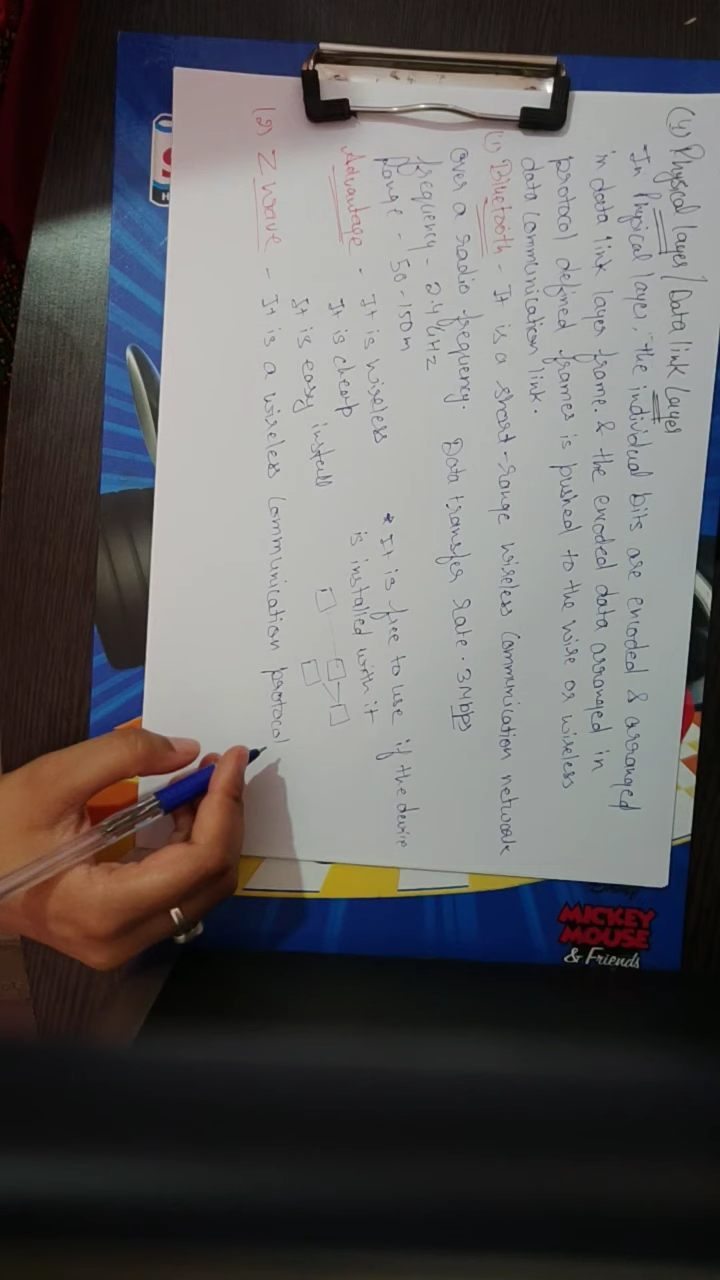 (4) Physical layer / Data link layer
In Physical layer, the individual bits are encoded & arranged
in data link layer frame. & the encoded data arranged in
protocol defined frames is pushed to the wire or wireless
data communication link.
(1) Bluetooth - It is a short-range wireless communication network
over a radio frequency. Data transfer rate. 3Mbps
frequency - 2.4 GHz
Range - 50-150m
Advantage - It is wireless
It is cheap
It is easy install
* It is free to use if the device
is installed with it
(2) Z wave - It is a wireless communication protocol
MICKEY
MOUSE
& Friends